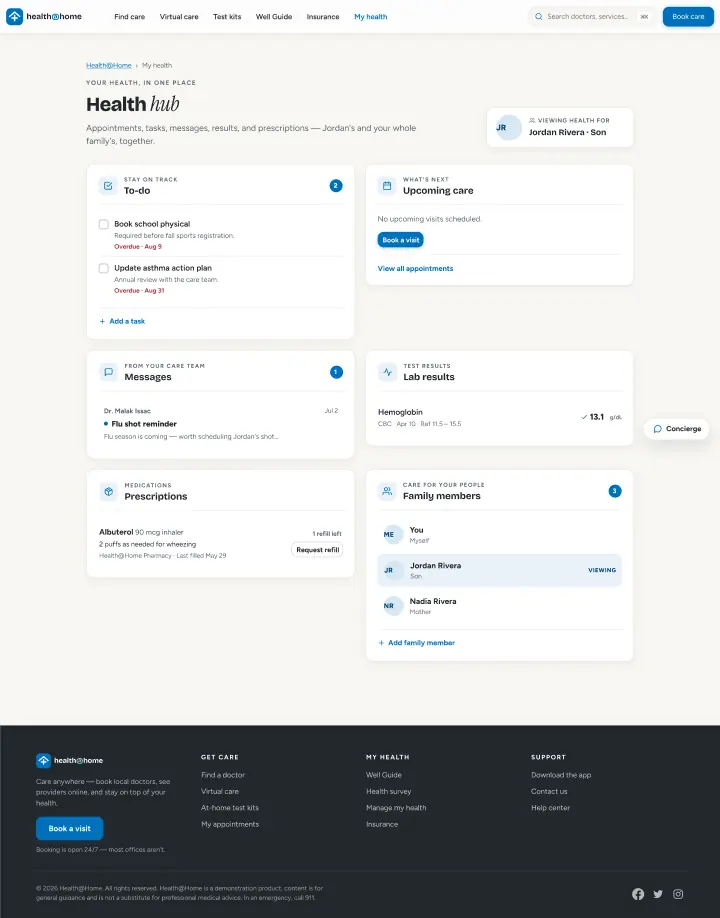 health@home
Find care
Virtual care
Test kits
Well Guide
Insurance
My health
Search doctors, services...
⌘K
Book care
Health@Home › My health
YOUR HEALTH, IN ONE PLACE
Health hub
Appointments, tasks, messages, results, and prescriptions — Jordan's and your whole
family's, together.
JR
VIEWING HEALTH FOR
Jordan Rivera · Son
STAY ON TRACK
To-do
2
Book school physical
Required before fall sports registration.
Overdue · Aug 9
Update asthma action plan
Annual review with the care team.
Overdue · Aug 31
+ Add a task
WHAT'S NEXT
Upcoming care
No upcoming visits scheduled.
Book a visit
View all appointments
FROM YOUR CARE TEAM
Messages
1
Dr. Malak Issac
Jul 2
Flu shot reminder
Flu season is coming — worth scheduling Jordan's shot...
TEST RESULTS
Lab results
Hemoglobin
CBC Apr 10 Ref 11.5 – 15.5
13.1 g/dL
Concierge
MEDICATIONS
Prescriptions
Albuterol 90 mcg inhaler
2 puffs as needed for wheezing
Health@Home Pharmacy · Last filled May 29
1 refill left
Request refill
CARE FOR YOUR PEOPLE
Family members
3
ME
You
Myself
JR
Jordan Rivera
Son
VIEWING
NR
Nadia Rivera
Mother
+ Add family member
health@home
Care anywhere — book local doctors, see
providers online, and stay on top of your
health.
Book a visit
Booking is open 24/7 — most offices aren't.
GET CARE
Find a doctor
Virtual care
At-home test kits
My appointments
MY HEALTH
Well Guide
Health survey
Manage my health
Insurance
SUPPORT
Download the app
Contact us
Help center
© 2026 Health@Home. All rights reserved. Health@Home is a demonstration product; content is for
general guidance and is not a substitute for professional medical advice. In an emergency, call 911.